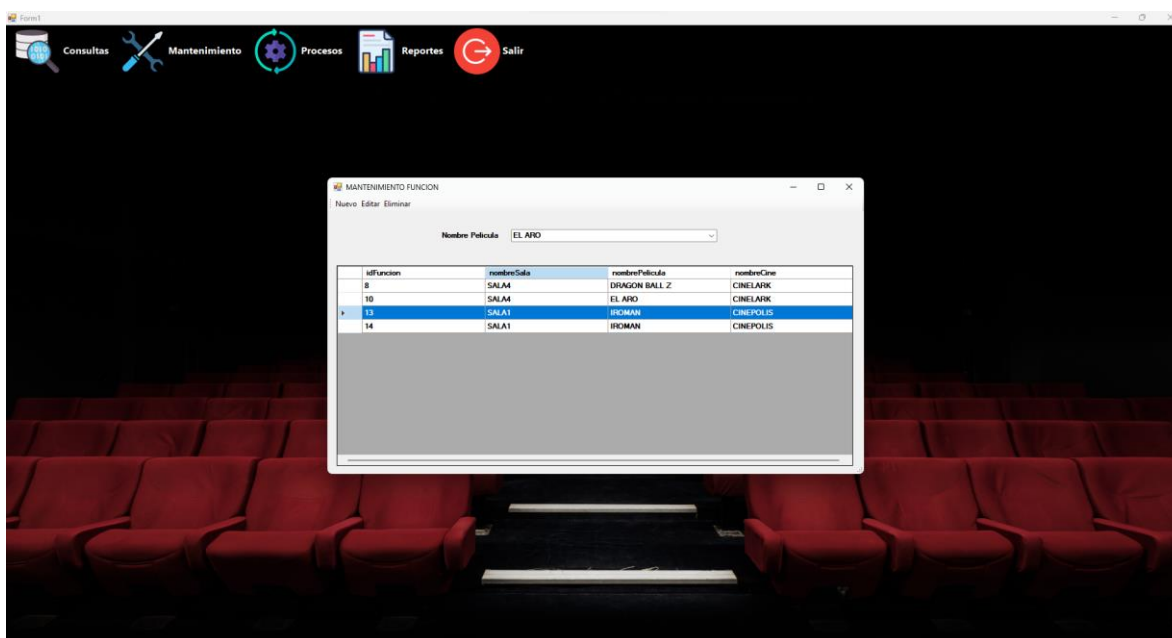 Form1
Consultas Mantenimiento Procesos Reportes Salir
MANTENIMIENTO FUNCION
Nuevo Editar Eliminar
Nombre Pelicula EL ARO
idFuncion nombreSala nombrePelicula nombreCine
8 SALA4 DRAGON BALL Z CINELARK
10 SALA4 EL ARO CINELARK
13 SALA1 IROMAN CINEPOLIS
14 SALA1 IROMAN CINEPOLIS